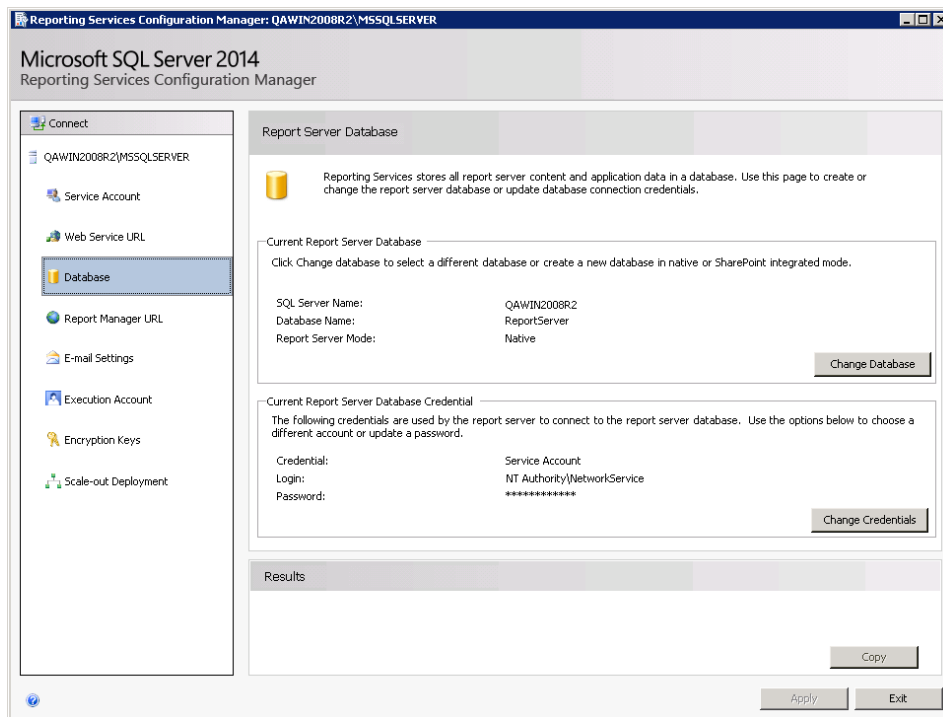 Reporting Services Configuration Manager: QAWIN2008R2\MSSQLSERVER
Microsoft SQL Server 2014
Reporting Services Configuration Manager
Connect
QAWIN2008R2\MSSQLSERVER
Service Account
Web Service URL
Database
Report Manager URL
E-mail Settings
Execution Account
Encryption Keys
Scale-out Deployment
Report Server Database
Reporting Services stores all report server content and application data in a database. Use this page to create or
change the report server database or update database connection credentials.
Current Report Server Database
Click Change database to select a different database or create a new database in native or SharePoint integrated mode.
SQL Server Name: QAWIN2008R2
Database Name: ReportServer
Report Server Mode: Native
Change Database
Current Report Server Database Credential
The following credentials are used by the report server to connect to the report server database. Use the options below to choose a
different account or update a password.
Credential: Service Account
Login: NT Authority\NetworkService
Password: ************
Change Credentials
Results
Copy
Apply Exit